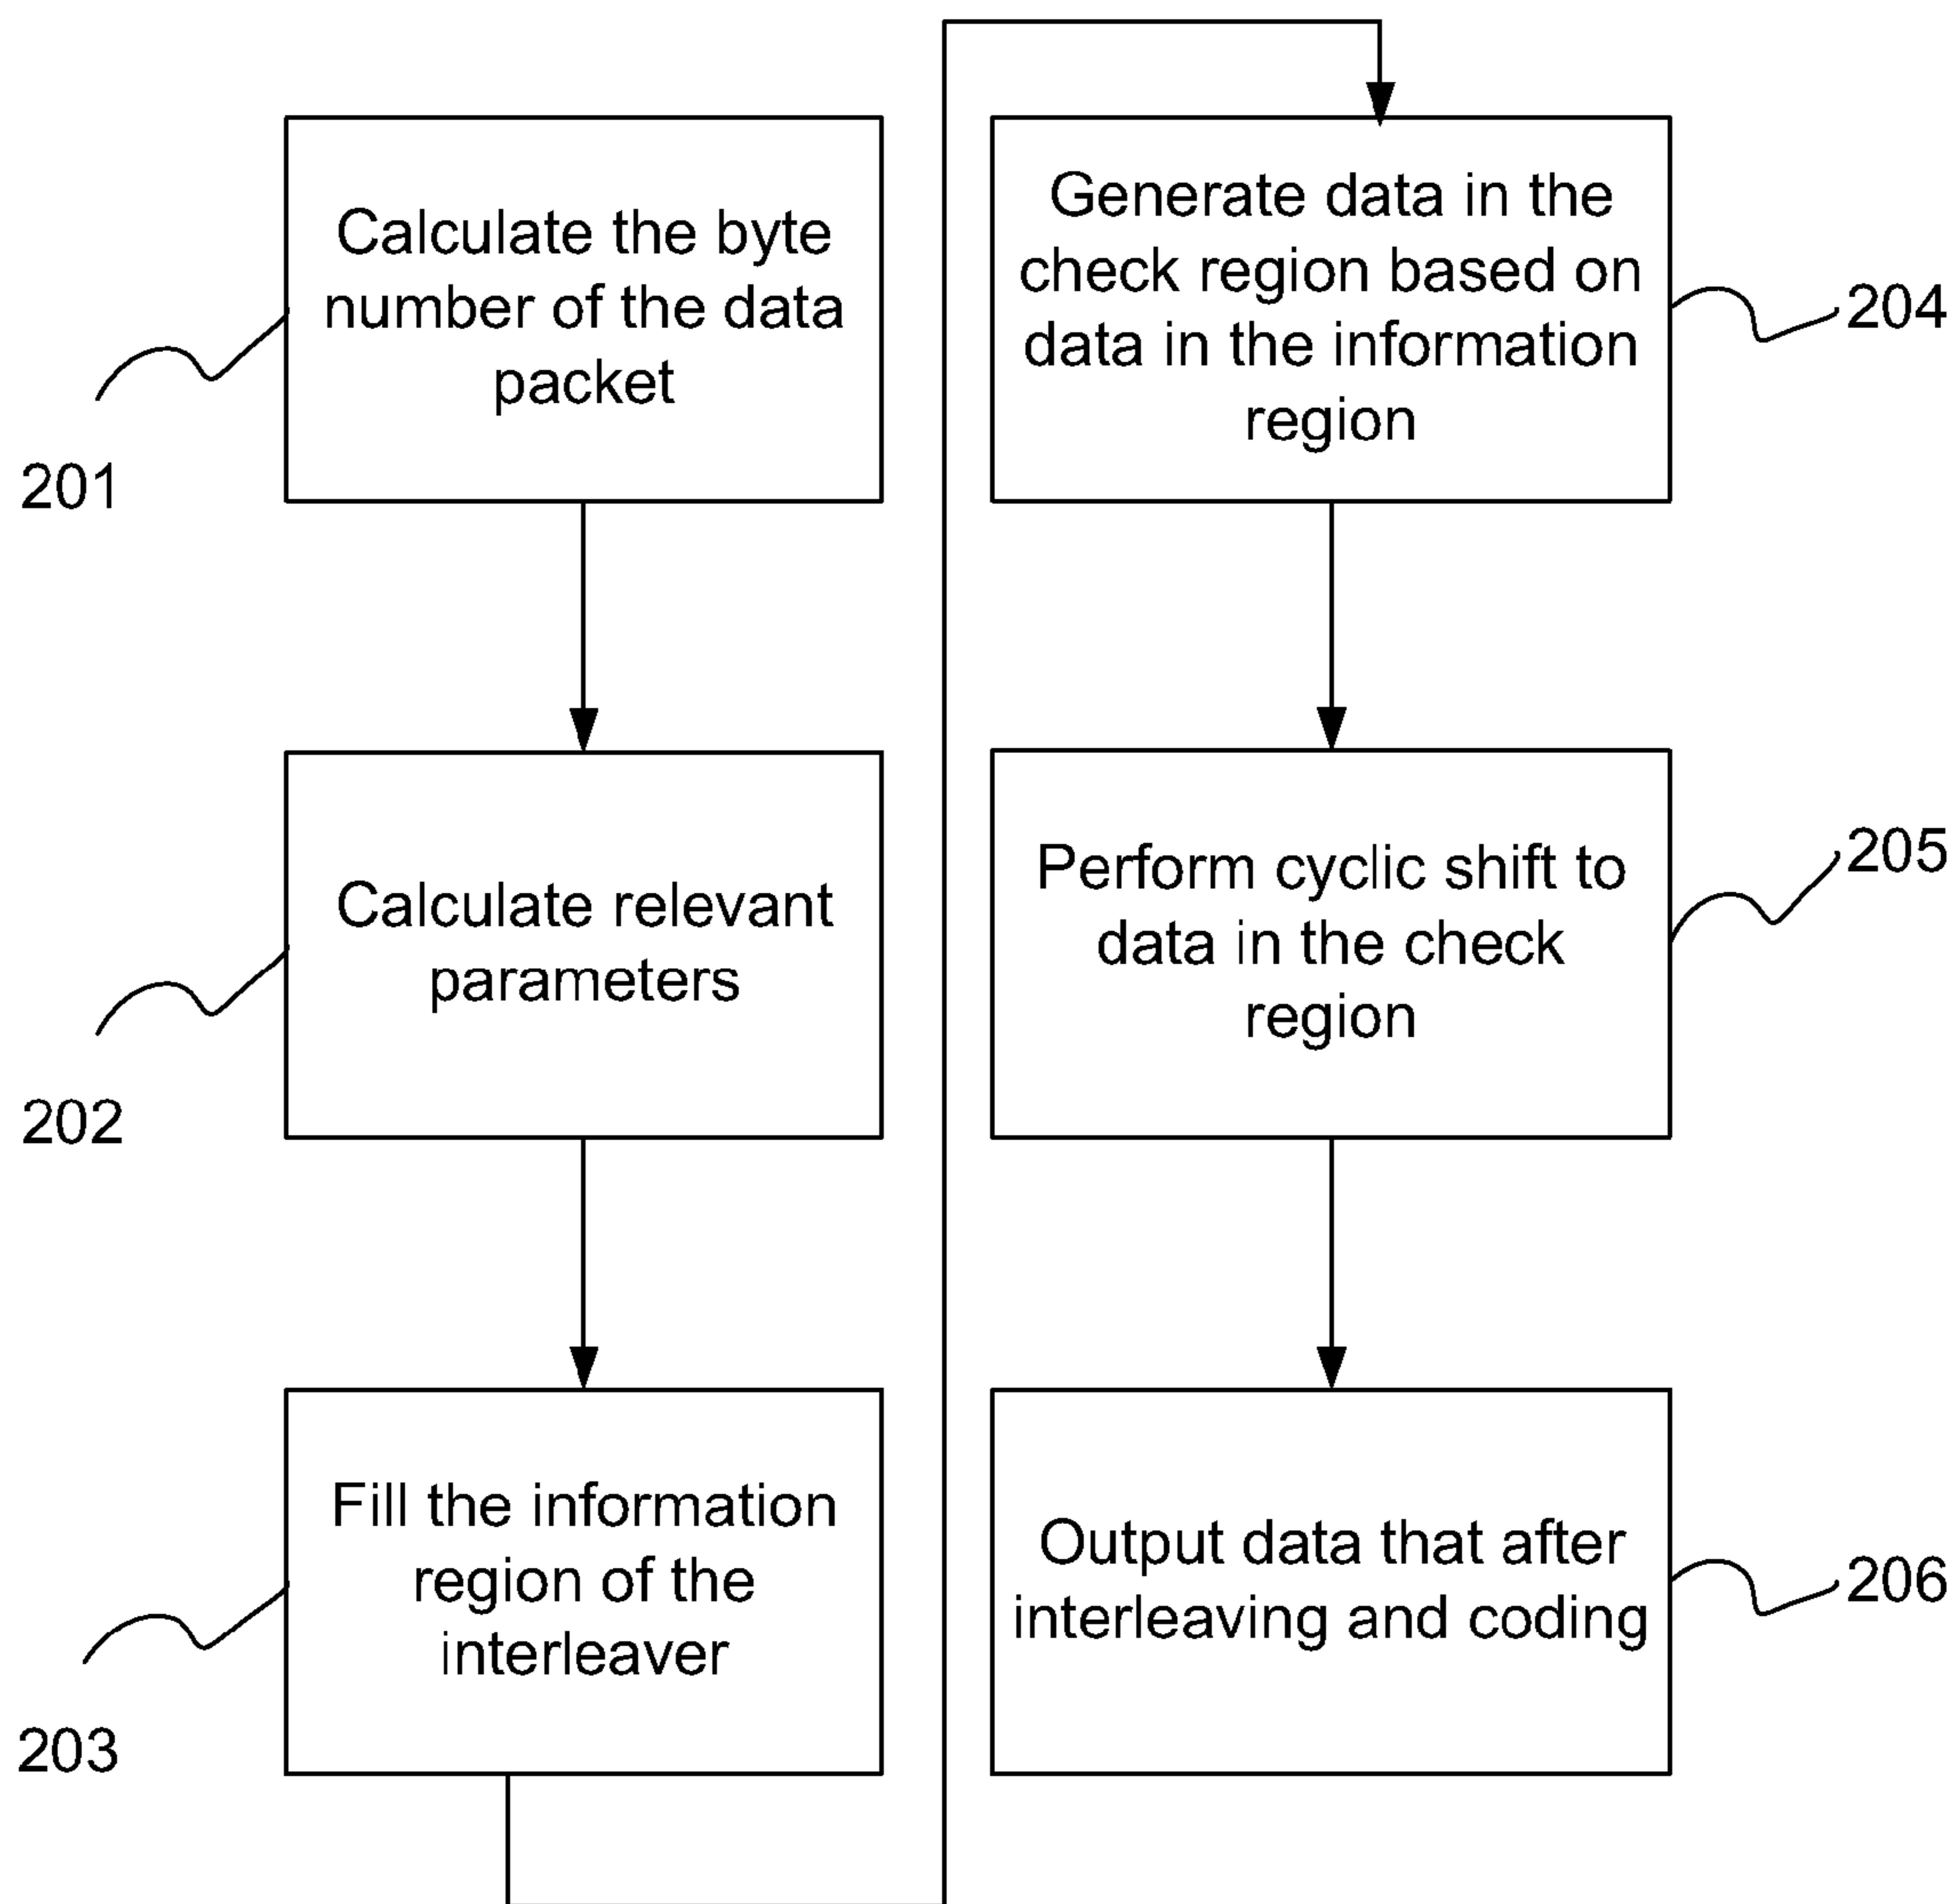 Calculate the byte
number of the data
packet
201
Calculate relevant
parameters
202
Fill the information
region of the
interleaver
203
Generate data in the
check region based on
data in the information
region
204
Perform cyclic shift to
data in the check
region
205
Output data that after
interleaving and coding
206